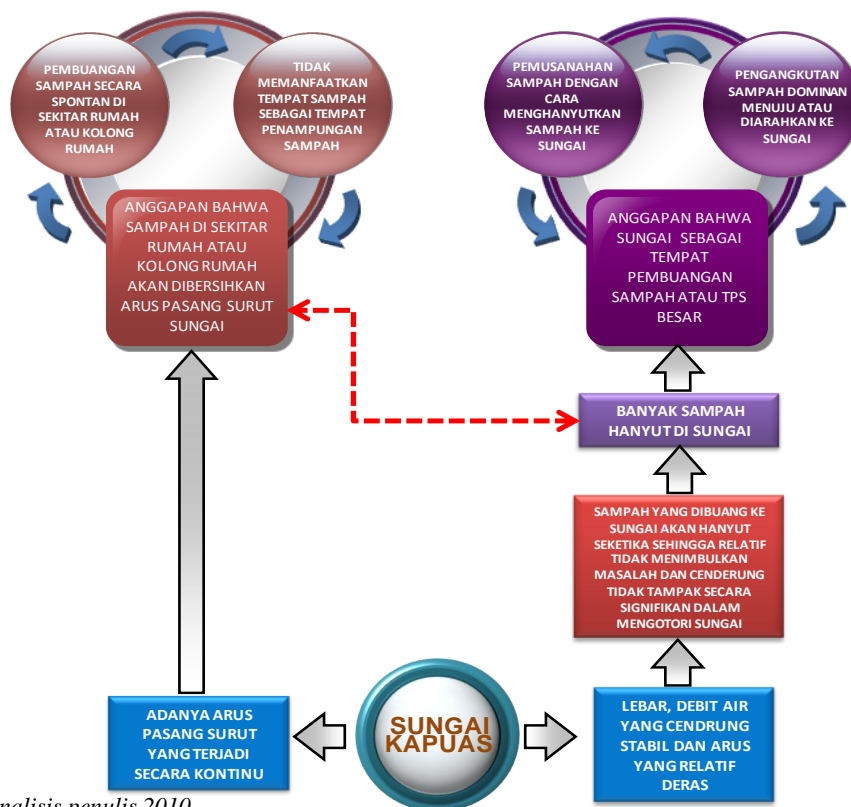 PEMBUANGAN
SAMPAH SECARA
SPONTAN DI
SEKITAR RUMAH
ATAU KOLONG
RUMAH
TIDAK
MEMANFAATKAN
TEMPAT SAMPAH
SEBAGAI TEMPAT
PENAMPUNGAN
SAMPAH
ANGGAPAN BAHWA
SAMPAH DI SEKITAR
RUMAH ATAU
KOLONG RUMAH
AKAN DIBERSIHKAN
ARUS PASANG SURUT
SUNGAI
PEMUSANAHAN
SAMPAH DENGAN
CARA
MENGHANYUTKAN
SAMPAH KE
SUNGAI
PENGANGKUTAN
SAMPAH DOMINAN
MENUJU ATAU
DIARAHKAN KE
SUNGAI
ANGGAPAN BAHWA
SUNGAI SEBAGAI
TEMPAT
PEMBUANGAN
SAMPAH ATAU TPS
BESAR
BANYAK SAMPAH
HANYUT DI SUNGAI
SAMPAH YANG DIBUANG KE
SUNGAI AKAN HANYUT
SEKETIKA SEHINGGA RELATIF
TIDAK MENIMBULKAN
MASALAH DAN CENDERUNG
TIDAK TAMPAK SECARA
SIGNIFIKAN DALAM
MENGOTORI SUNGAI
ADANYA ARUS
PASANG SURUT
YANG TERJADI
SECARA KONTINU
SUNGAI
KAPUAS
LEBAR, DEBIT AIR
YANG CENDRUNG
STABIL DAN ARUS
YANG RELATIF
DERAS
nalisis penulis 2010